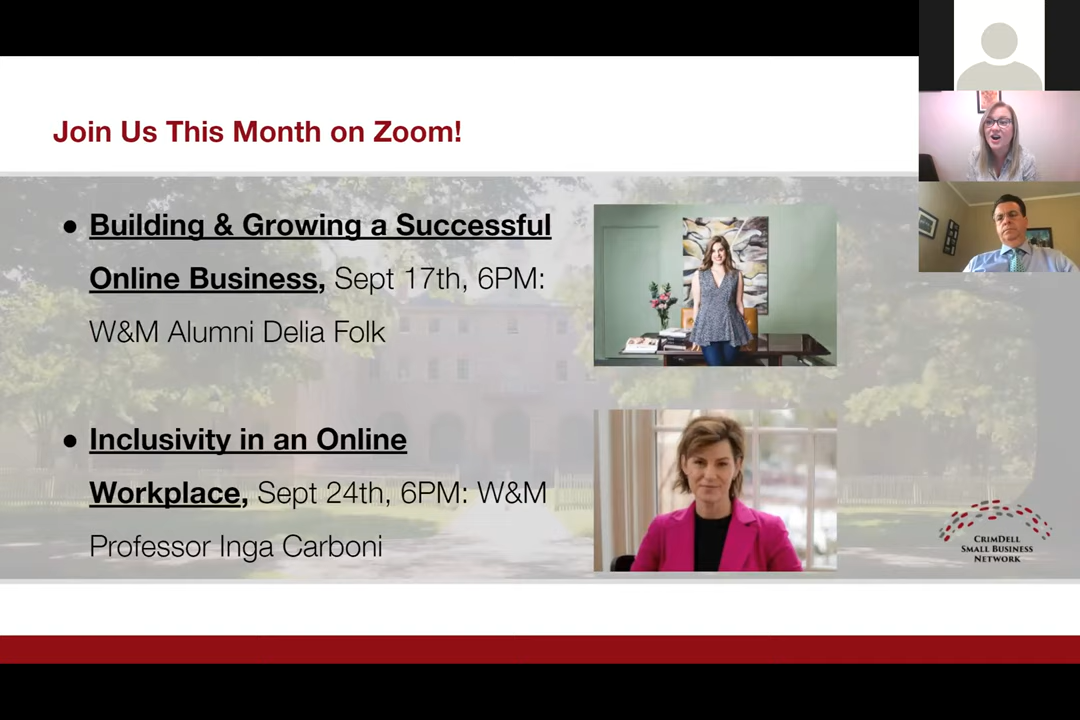 Join Us This Month on Zoom!
● Building & Growing a Successful
Online Business, Sept 17th, 6PM:
W&M Alumni Delia Folk
● Inclusivity in an Online
Workplace, Sept 24th, 6PM: W&M
Professor Inga Carboni
CrimDell
Small Business
Network